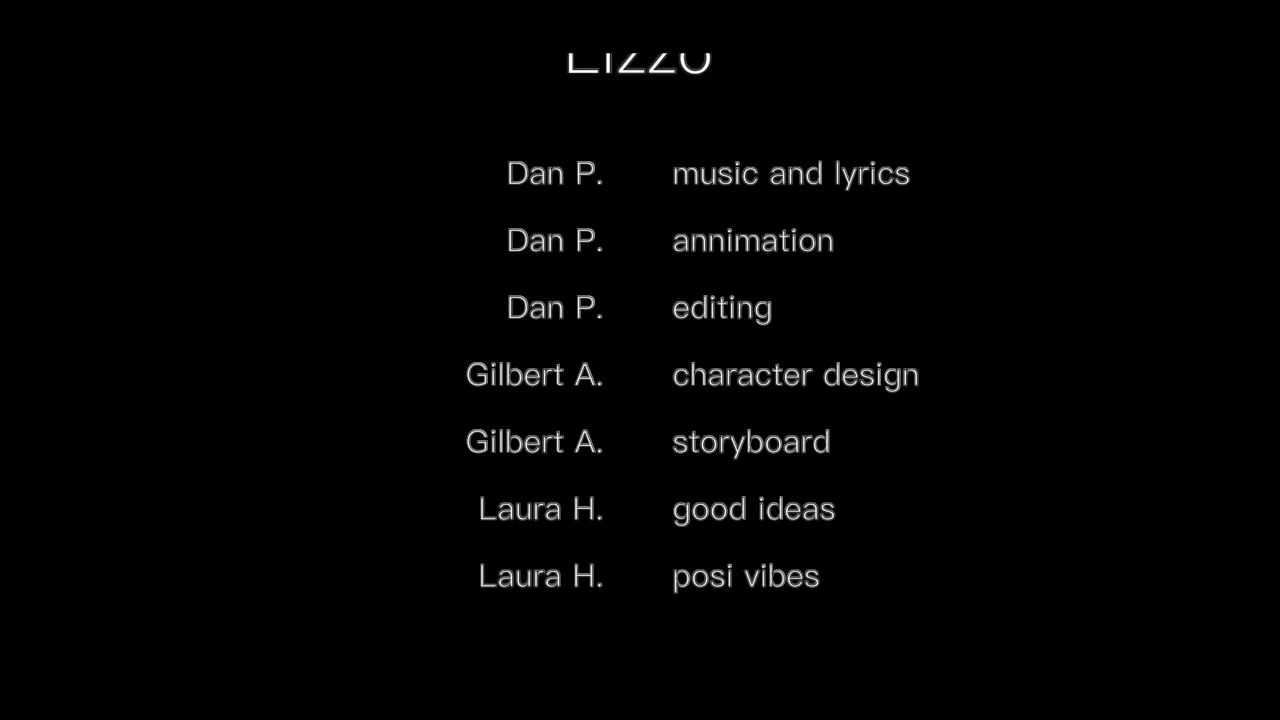 Lizzo
Dan P. music and lyrics
Dan P. annimation
Dan P. editing
Gilbert A. character design
Gilbert A. storyboard
Laura H. good ideas
Laura H. posi vibes